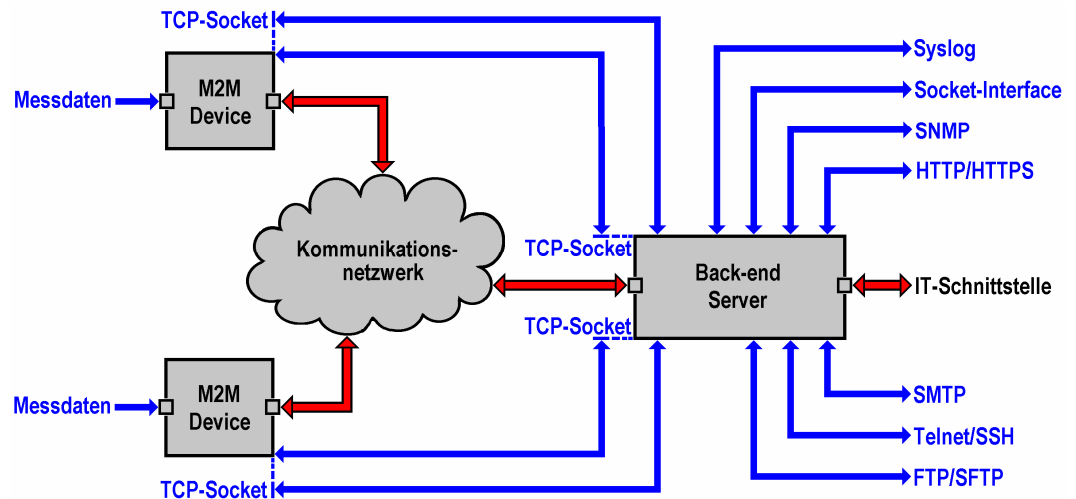 TCP-Socket
Messdaten
M2M
Device
Kommunikations-
netzwerk
TCP-Socket
TCP-Socket
M2M
Device
Messdaten
TCP-Socket
Back-end
Server
Syslog
Socket-Interface
SNMP
HTTP/HTTPS
IT-Schnittstelle
SMTP
Telnet/SSH
FTP/SFTP